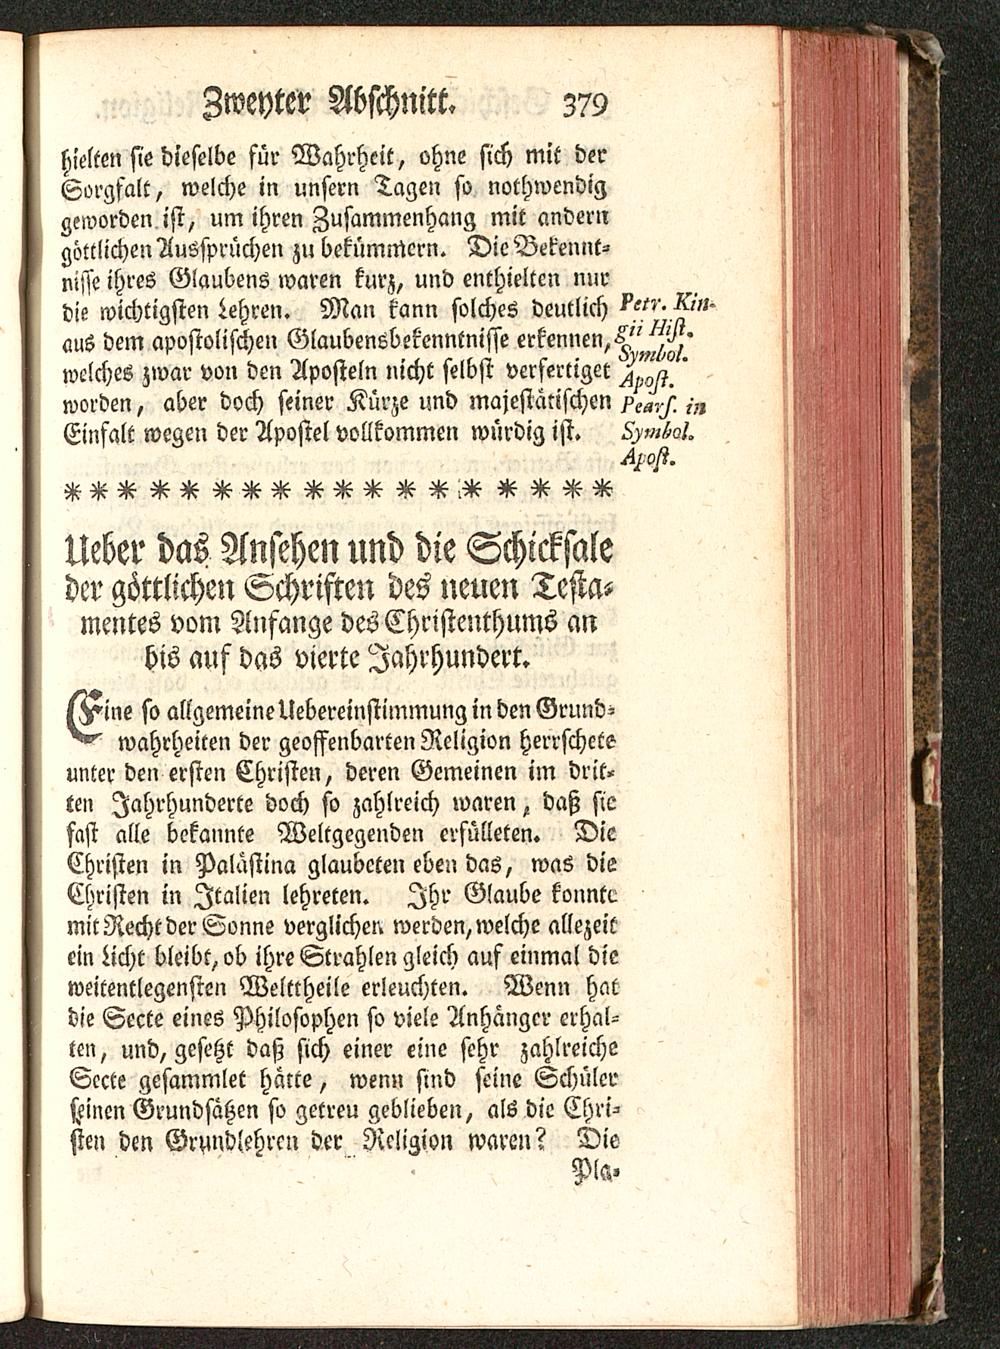 Zweyter Abschnitt. 379
hielten sie dieselbe für Wahrheit, ohne sich mit der
Sorgfalt, welche in unsern Tagen so nothwendig
geworden ist, um ihren Zusammenhang mit andern
göttlichen Aussprüchen zu bekümmern. Die Bekennt-
nisse ihres Glaubens waren kurz, und enthielten nur
die wichtigsten Lehren. Man kann solches deutlich
aus dem apostolischen Glaubensbekenntnisse erkennen,
welches zwar von den Aposteln nicht selbst verfertiget
worden, aber doch seiner Kürze und majestätischen
Einfalt wegen der Apostel vollkommen würdig ist.
Petr. Kin-
gii Hist.
Symbol.
Apost.
Pears. in
Symbol.
Apost.
* * * * * * * * * * * * * * * * * *
Ueber das Ansehen und die Schicksale
der göttlichen Schriften des neuen Testa-
mentes vom Anfange des Christenthums an
bis auf das vierte Jahrhundert.
Eine so allgemeine Uebereinstimmung in den Grund-
wahrheiten der geoffenbarten Religion herrschete
unter den ersten Christen, deren Gemeinen im drit-
ten Jahrhunderte doch so zahlreich waren, daß sie
fast alle bekannte Weltgegenden erfülleten. Die
Christen in Palästina glaubeten eben das, was die
Christen in Italien lehreten. Ihr Glaube konnte
mit Recht der Sonne verglichen werden, welche allezeit
ein Licht bleibt, ob ihre Strahlen gleich auf einmal die
weitentlegensten Welttheile erleuchten. Wenn hat
die Secte eines Philosophen so viele Anhänger erhal-
ten, und, gesetzt daß sich einer eine sehr zahlreiche
Secte gesammlet hätte, wenn sind seine Schüler
seinen Grundsätzen so getreu geblieben, als die Chri-
sten den Grundlehren der Religion waren? Die
Pla-